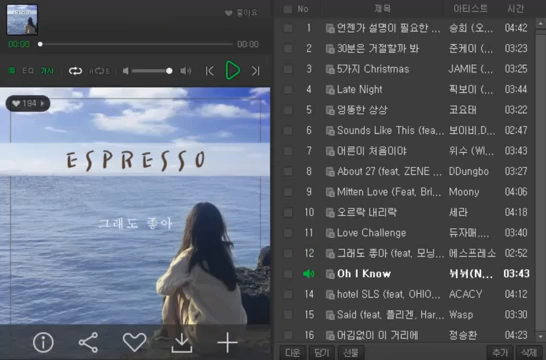 좋아요
00:00 00:00
EQ 가사
194
ESPRESSO
그래도 좋아
No 제목 아티스트 시간
1 언젠가 설명이 필요한 ... 승희 (오... 04:42
2 30분은 거절할까 봐 준케이 (... 03:23
3 5가지 Christmas JAMIE (... 03:25
4 Late Night 픽보이 (... 03:44
5 엉뚱한 상상 코요태 03:22
6 Sounds Like This (fea... 보이비,D... 02:47
7 어른이 처음이야 위수 (WI... 03:43
8 About 27 (feat, ZENE ... DDungbo 03:27
9 Mitten Love (Feat, Bri... Moony 04:06
10 오르락 내리락 세라 04:18
11 Love Challenge 듀자매,... 03:40
12 그래도 좋아 (feat, 모닝... 에스프레소 02:52
Oh I Know 뉙뉙(N... 03:43
14 hotel SLS (feat, OHIO... ACACY 04:12
15 Said (feat, 플리겐, Har... Wasp 03:30
16 어김없이 이 거리에 정승환 04:23
다운 담기 선물 추가 삭제